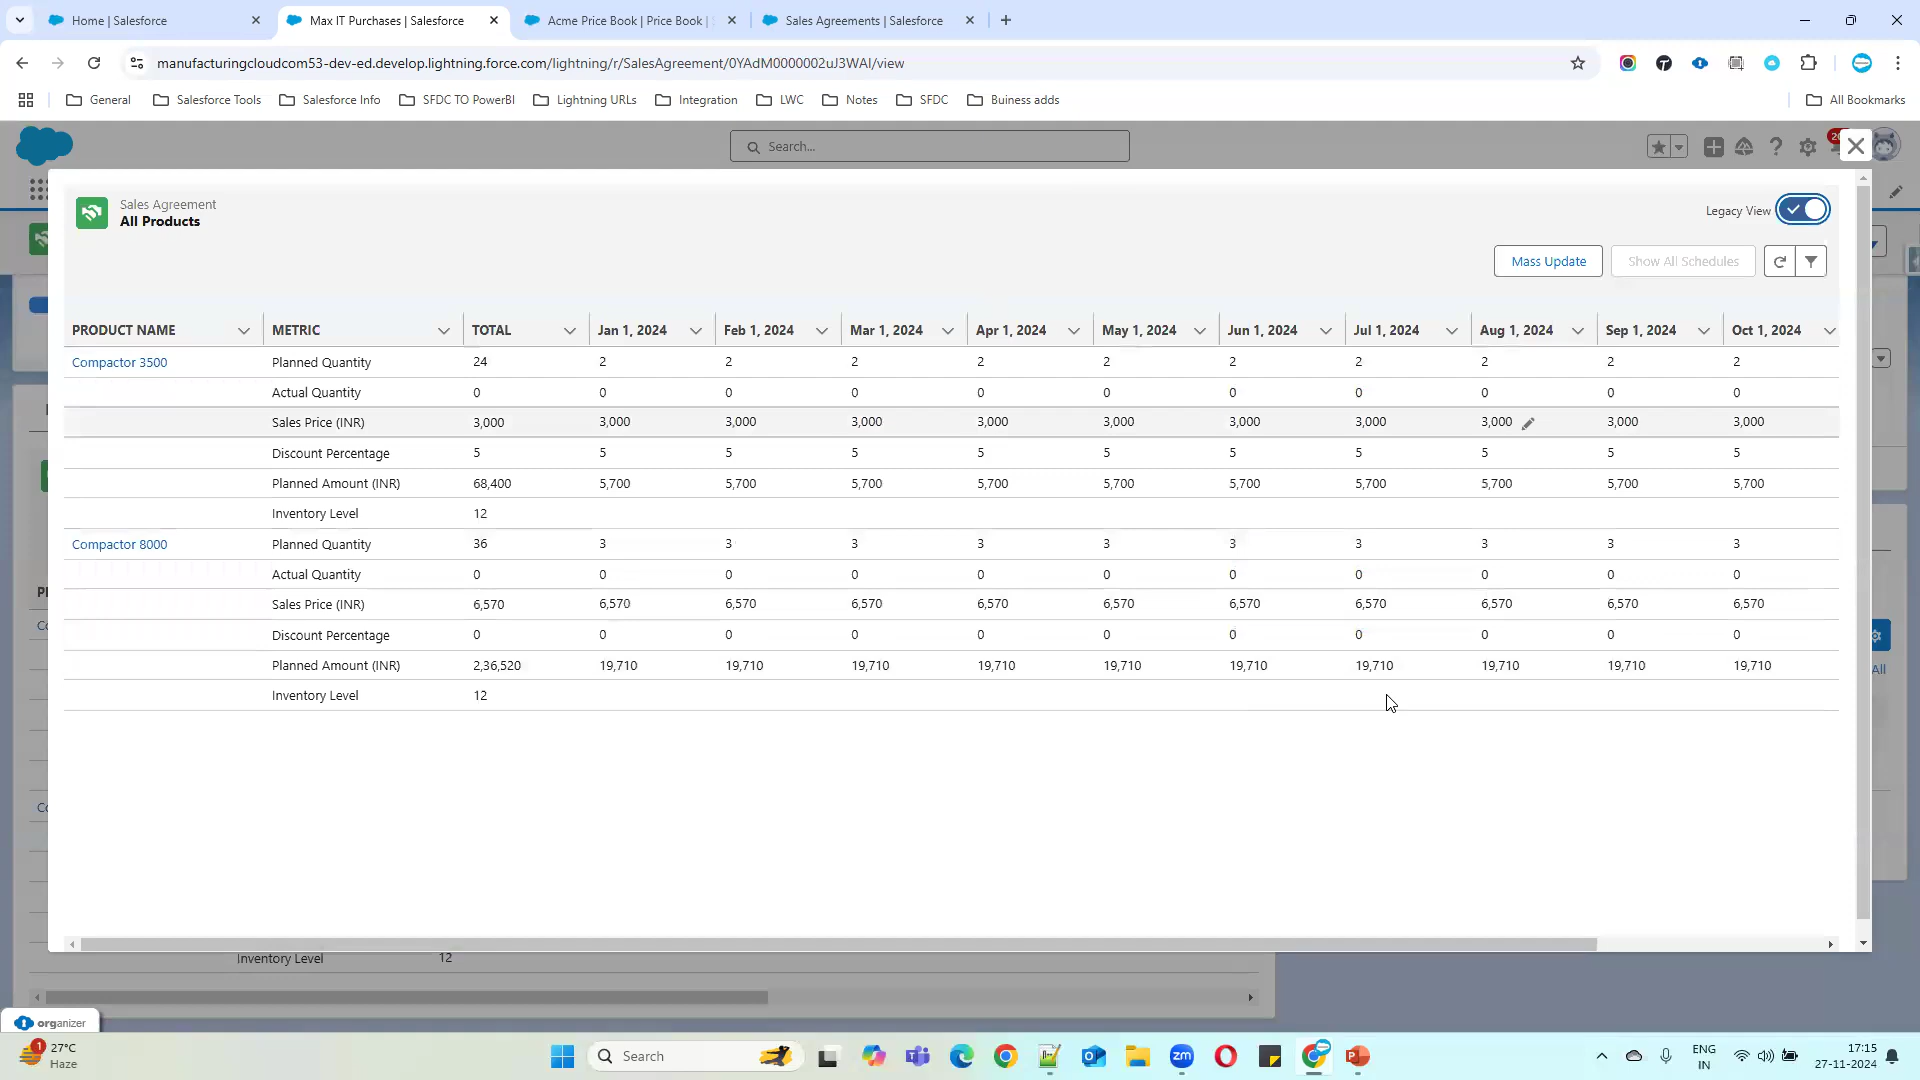 Home | Salesforce
Max IT Purchases | Salesforce
Acme Price Book | Price Book |
Sales Agreements | Salesforce
manufacturingcloudcom53-dev-ed.develop.lightning.force.com/lightning/r/SalesAgreement/0YAdM0000002uJ3WAI/view
General
Salesforce Tools
Salesforce Info
SFDC TO PowerBI
Lightning URLs
Integration
LWC
Notes
SFDC
Buiness adds
All Bookmarks
Search...
Sales Agreement
All Products
Legacy View
Mass Update
Show All Schedules
PRODUCT NAME METRIC TOTAL Jan 1, 2024 Feb 1, 2024 Mar 1, 2024 Apr 1, 2024 May 1, 2024 Jun 1, 2024 Jul 1, 2024 Aug 1, 2024 Sep 1, 2024 Oct 1, 2024
Compactor 3500 Planned Quantity 24 2 2 2 2 2 2 2 2 2 2
Actual Quantity 0 0 0 0 0 0 0 0 0 0 0
Sales Price (INR) 3,000 3,000 3,000 3,000 3,000 3,000 3,000 3,000 3,000 3,000 3,000
Discount Percentage 5 5 5 5 5 5 5 5 5 5 5
Planned Amount (INR) 68,400 5,700 5,700 5,700 5,700 5,700 5,700 5,700 5,700 5,700 5,700
Inventory Level 12
Compactor 8000 Planned Quantity 36 3 3 3 3 3 3 3 3 3 3
Actual Quantity 0 0 0 0 0 0 0 0 0 0 0
Sales Price (INR) 6,570 6,570 6,570 6,570 6,570 6,570 6,570 6,570 6,570 6,570 6,570
Discount Percentage 0 0 0 0 0 0 0 0 0 0 0
Planned Amount (INR) 2,36,520 19,710 19,710 19,710 19,710 19,710 19,710 19,710 19,710 19,710 19,710
Inventory Level 12
All
Inventory Level 12
organizer
1
27°C
Haze
Search
ENG
IN
17:15
27-11-2024